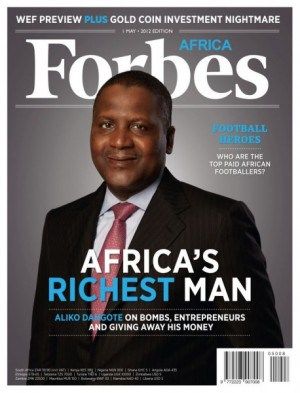 WEF PREVIEW PLUS GOLD COIN INVESTMENT NIGHTMARE
1 MAY • 2012 EDITION
AFRICA
Forbes
FOOTBALL
HEROES
WHO ARE THE
TOP PAID AFRICAN
FOOTBALLERS?
AFRICA'S
RICHEST MAN
ALIKO DANGOTE ON BOMBS, ENTREPRENEURS
AND GIVING AWAY HIS MONEY